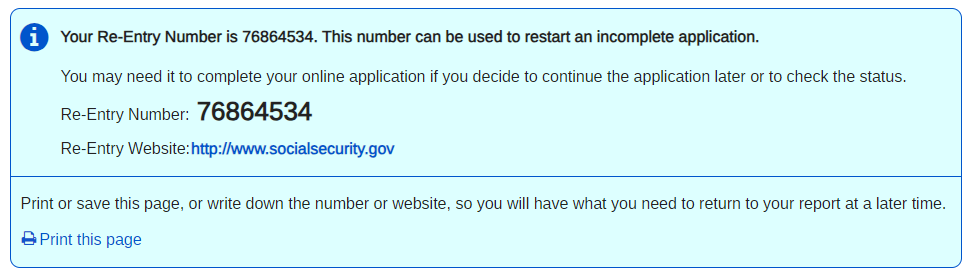 Your Re-Entry Number is 76864534. This number can be used to restart an incomplete application.
You may need it to complete your online application if you decide to continue the application later or to check the status.
Re-Entry Number: 76864534
Re-Entry Website:http://www.socialsecurity.gov
Print or save this page, or write down the number or website, so you will have what you need to return to your report at a later time.
Print this page